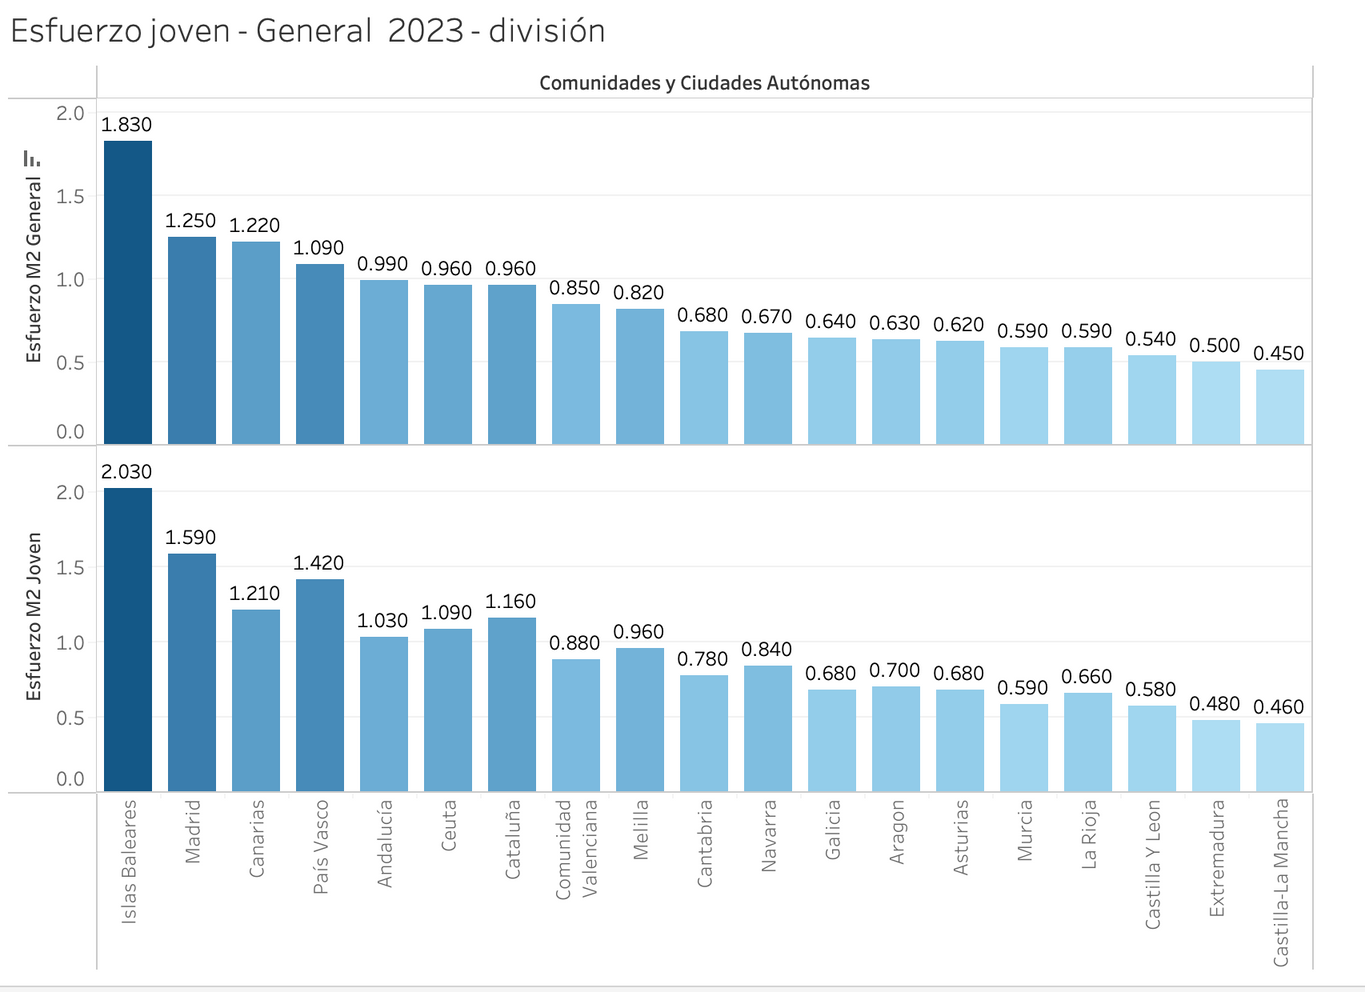 Esfuerzo joven - General 2023 - división
Comunidades y Ciudades Autónomas
Esfuerzo M2 General
2.0
1.5
1.0
0.5
0.0
1.830
1.250
1.220
1.090
0.990
0.960
0.960
0.850
0.820
0.680
0.670
0.640
0.630
0.620
0.590
0.590
0.540
0.500
0.450
Esfuerzo M2 Joven
2.0
1.5
1.0
0.5
0.0
2.030
1.590
1.210
1.420
1.030
1.090
1.160
0.880
0.960
0.780
0.840
0.680
0.700
0.680
0.590
0.660
0.580
0.480
0.460
Islas Baleares
Madrid
Canarias
País Vasco
Andalucía
Ceuta
Cataluña
Comunidad
Valenciana
Melilla
Cantabria
Navarra
Galicia
Aragon
Asturias
Murcia
La Rioja
Castilla Y Leon
Extremadura
Castilla-La Mancha